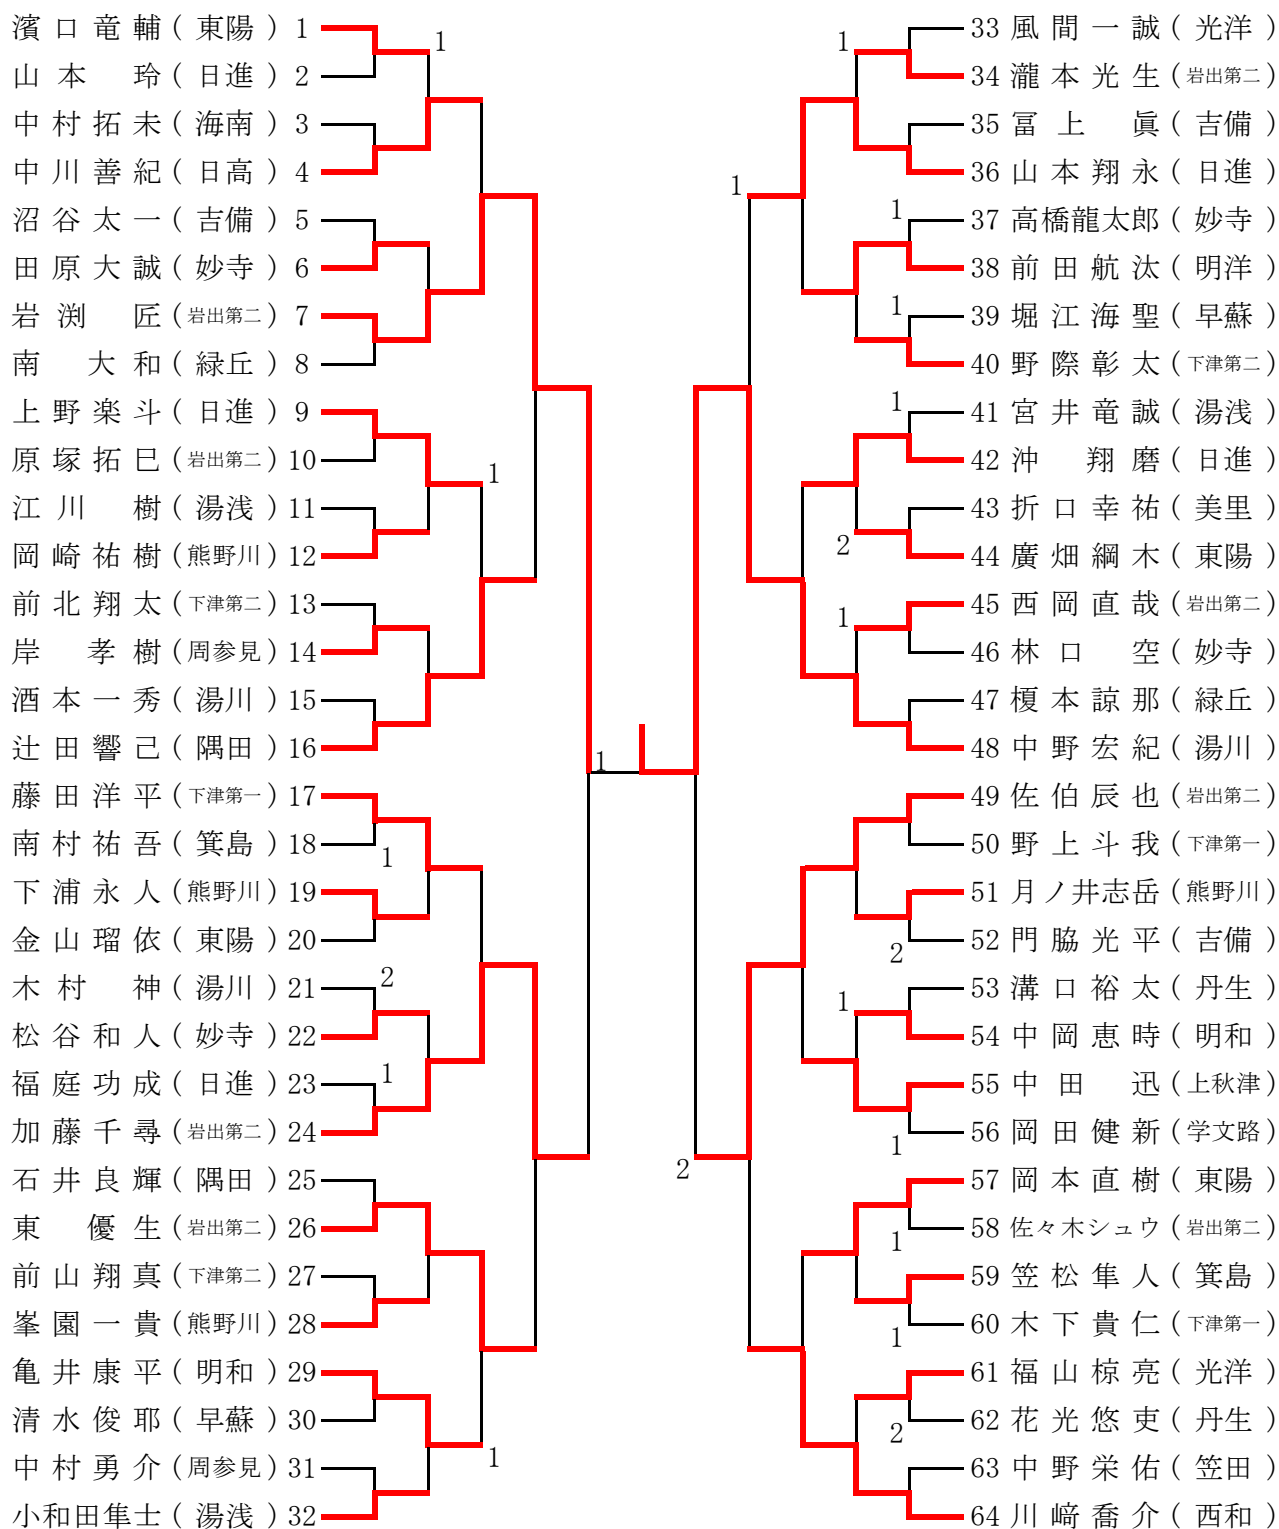 濱口竜輔(東陽) 1
山本 玲(日進) 2
中村拓未(海南) 3
中川善紀(日高) 4
沼谷太一(吉備) 5
田原大誠(妙寺) 6
岩渕 匠(岩出第二) 7
南 大和(緑丘) 8
上野楽斗(日進) 9
原塚拓巳(岩出第二) 10
江川 樹(湯浅) 11
岡崎祐樹(熊野川) 12
前北翔太(下津第二) 13
岸 孝樹(周参見) 14
酒本一秀(湯川) 15
辻田響己(隅田) 16
藤田洋平(下津第一) 17
南村祐吾(箕島) 18
下浦永人(熊野川) 19
金山瑠依(東陽) 20
木村 神(湯川) 21
松谷和人(妙寺) 22
福庭功成(日進) 23
加藤千尋(岩出第二) 24
石井良輝(隅田) 25
東 優生(岩出第二) 26
前山翔真(下津第二) 27
峯園一貴(熊野川) 28
亀井康平(明和) 29
清水俊耶(早蘇) 30
中村勇介(周参見) 31
小和田隼士(湯浅) 32
1
1
1
2
1
1
1
33 風間一誠(光洋)
34 瀧本光生(岩出第二)
35 冨上 眞(吉備)
36 山本翔永(日進)
37 高橋龍太郎(妙寺)
38 前田航汰(明洋)
39 堀江海聖(早蘇)
40 野際彰太(下津第二)
41 宮井竜誠(湯浅)
42 沖 翔磨(日進)
43 折口幸祐(美里)
44 廣畑綱木(東陽)
45 西岡直哉(岩出第二)
46 林口 空(妙寺)
47 榎本諒那(緑丘)
48 中野宏紀(湯川)
49 佐伯辰也(岩出第二)
50 野上斗我(下津第一)
51 月ノ井志岳(熊野川)
52 門脇光平(吉備)
53 溝口裕太(丹生)
54 中岡恵時(明和)
55 中田 迅(上秋津)
56 岡田健新(学文路)
57 岡本直樹(東陽)
58 佐々木シュウ(岩出第二)
59 笠松隼人(箕島)
60 木下貴仁(下津第一)
61 福山椋亮(光洋)
62 花光悠吏(丹生)
63 中野栄佑(笠田)
64 川﨑喬介(西和)
1
1
1
1
1
2
1
2
1
1
2
1
1
2